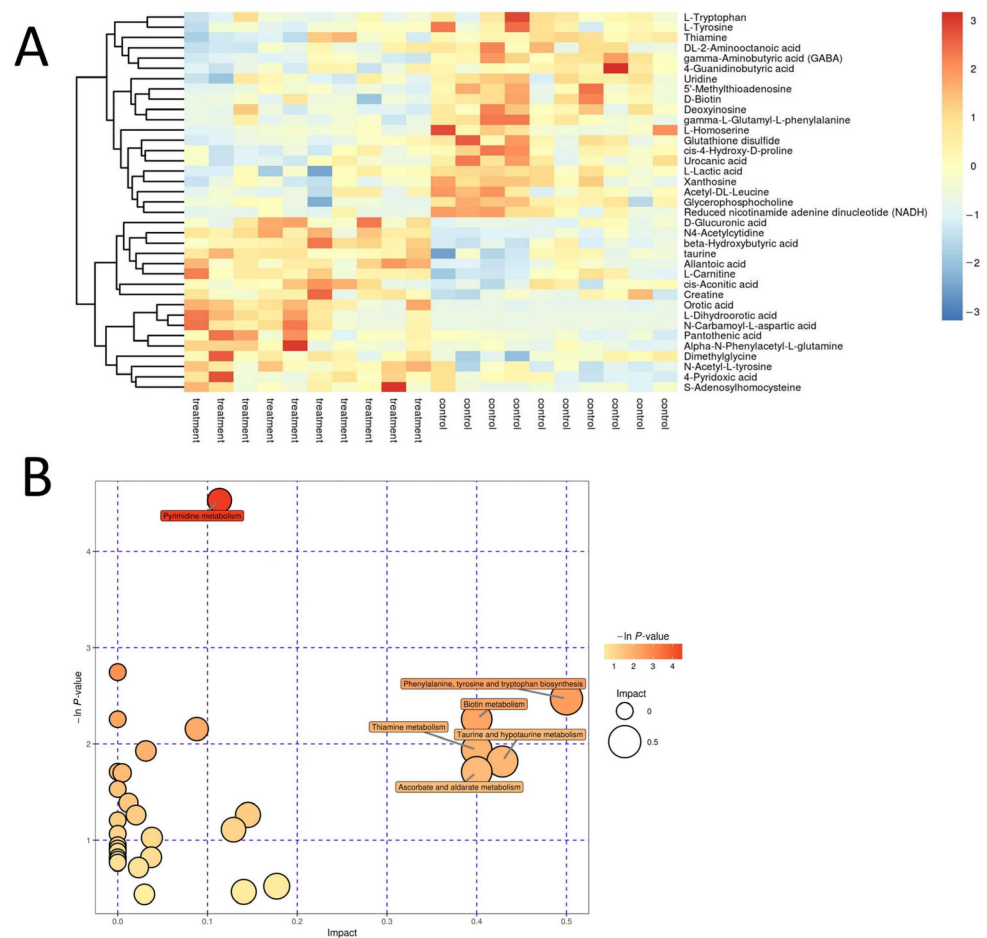 A
L-Tryptophan
L-Tyrosine
Thiamine
DL-2-Aminooctanoic acid
gamma-Aminobutyric acid (GABA)
4-Guanidinobutyric acid
Uridine
5'-Methylthioadenosine
D-Biotin
Deoxyinosine
gamma-L-Glutamyl-L-phenylalanine
L-Homoserine
Glutathione disulfide
cis-4-Hydroxy-D-proline
Urocanic acid
L-Lactic acid
Xanthosine
Acetyl-DL-Leucine
Glycerophosphocholine
Reduced nicotinamide adenine dinucleotide (NADH)
D-Glucuronic acid
N4-Acetylcytidine
beta-Hydroxybutyric acid
taurine
Allantoic acid
L-Carnitine
cis-Aconitic acid
Creatine
Orotic acid
L-Dihydroorotic acid
N-Carbamoyl-L-aspartic acid
Pantothenic acid
Alpha-N-Phenylacetyl-L-glutamine
Dimethylglycine
N-Acetyl-L-tyrosine
4-Pyridoxic acid
S-Adenosylhomocysteine
3
2
1
0
−1
−2
−3
treatment
treatment
treatment
treatment
treatment
treatment
treatment
treatment
treatment
treatment
control
control
control
control
control
control
control
control
control
control
B
Pyrimidine metabolism
Phenylalanine, tyrosine and tryptophan biosynthesis
Biotin metabolism
Thiamine metabolism
Taurine and hypotaurine metabolism
Ascorbate and aldarate metabolism
4
3
2
1
−ln P-value
0.0
0.1
0.2
0.3
0.4
0.5
Impact
−ln P-value
1 2 3 4
Impact
0
0.5